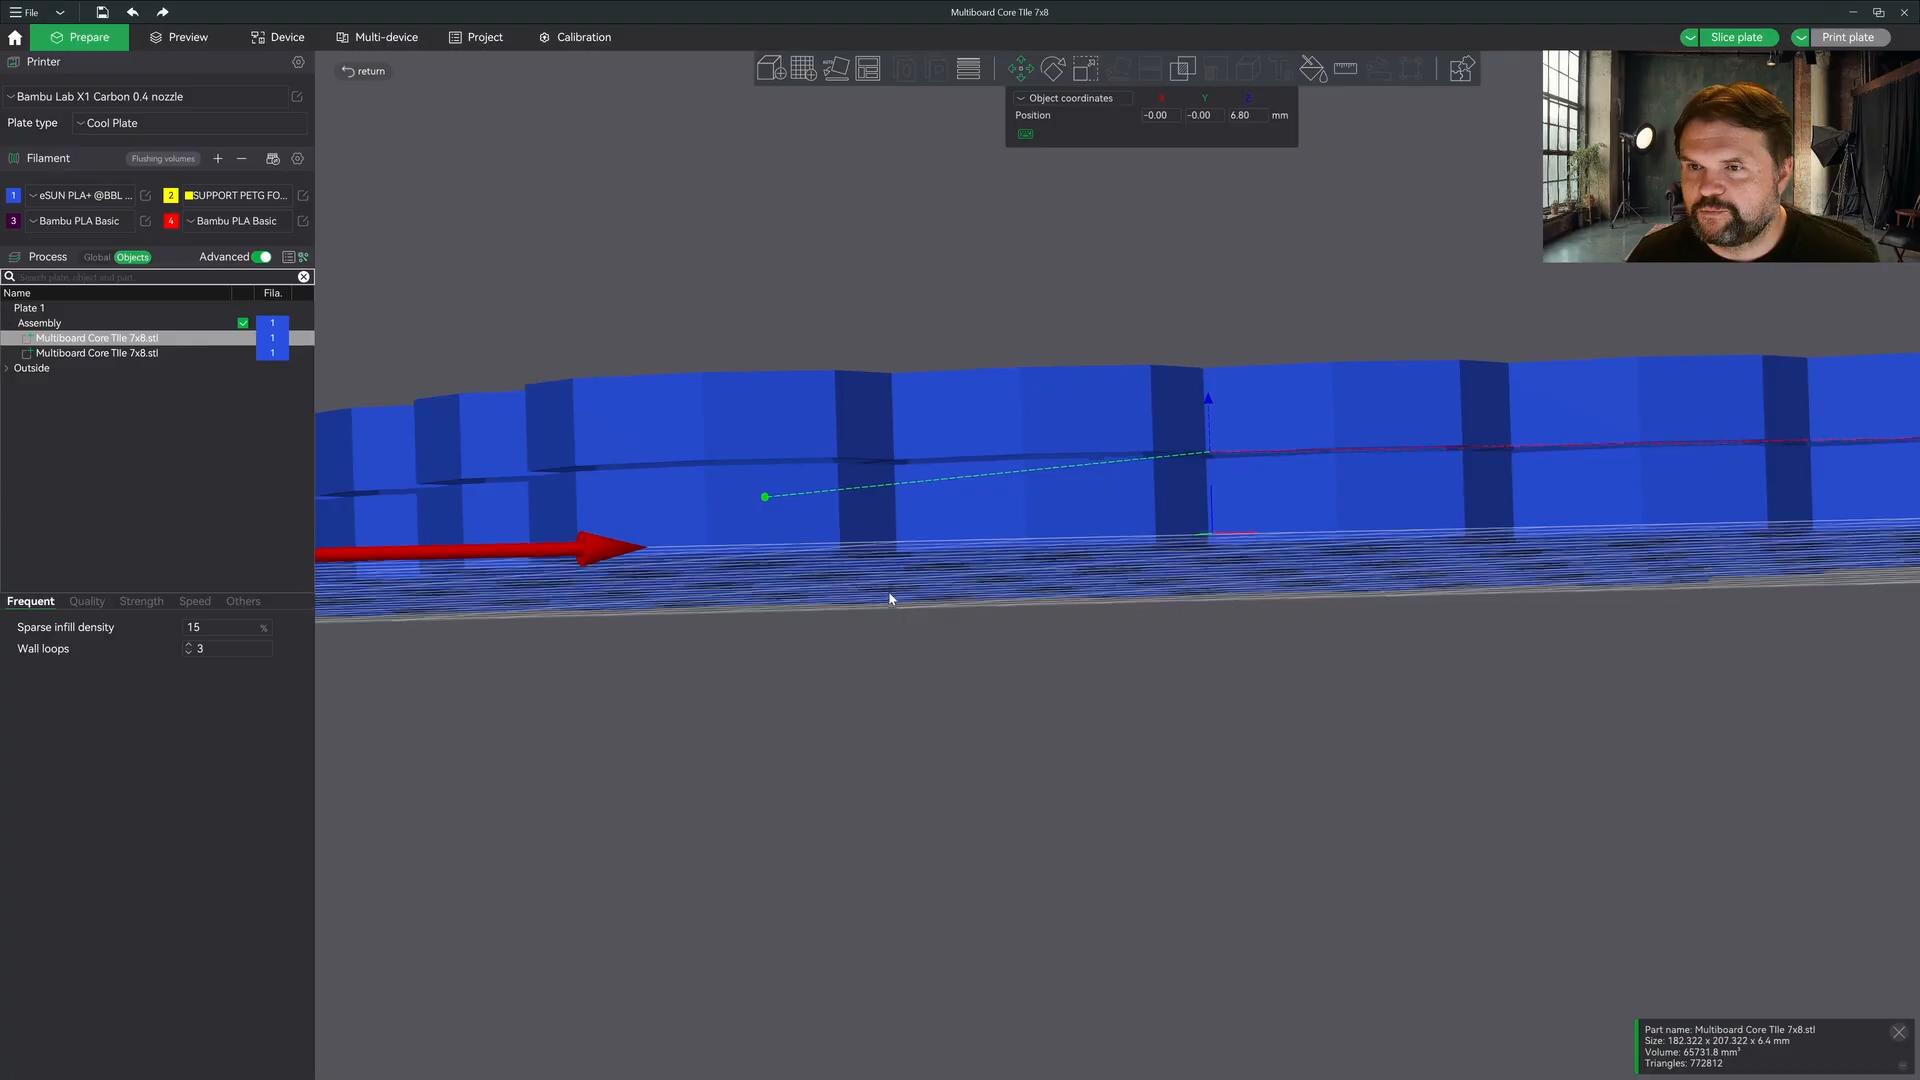 File
Multiboard Core TIle 7x8
Prepare
Preview
Device
Multi-device
Project
Calibration
Slice plate
Print plate
Printer
return
Object coordinates
X Y Z
Bambu Lab X1 Carbon 0.4 nozzle
Position -0.00 -0.00 6.80 mm
Plate type Cool Plate
Filament Flushing volumes
1 eSUN PLA+ @BBL ... 2 SUPPORT PETG FO...
3 Bambu PLA Basic 4 Bambu PLA Basic
Process Global Objects Advanced
Search plate, object and part.
Name Fila.
Plate 1
Assembly 1
Multiboard Core TIle 7x8.stl 1
Multiboard Core TIle 7x8.stl 1
Outside
Frequent Quality Strength Speed Others
Sparse infill density 15 %
Wall loops 3
Part name: Multiboard Core TIle 7x8.stl
Size: 182.322 x 207.322 x 6.4 mm
Volume: 65731.8 mm³
Triangles: 772812